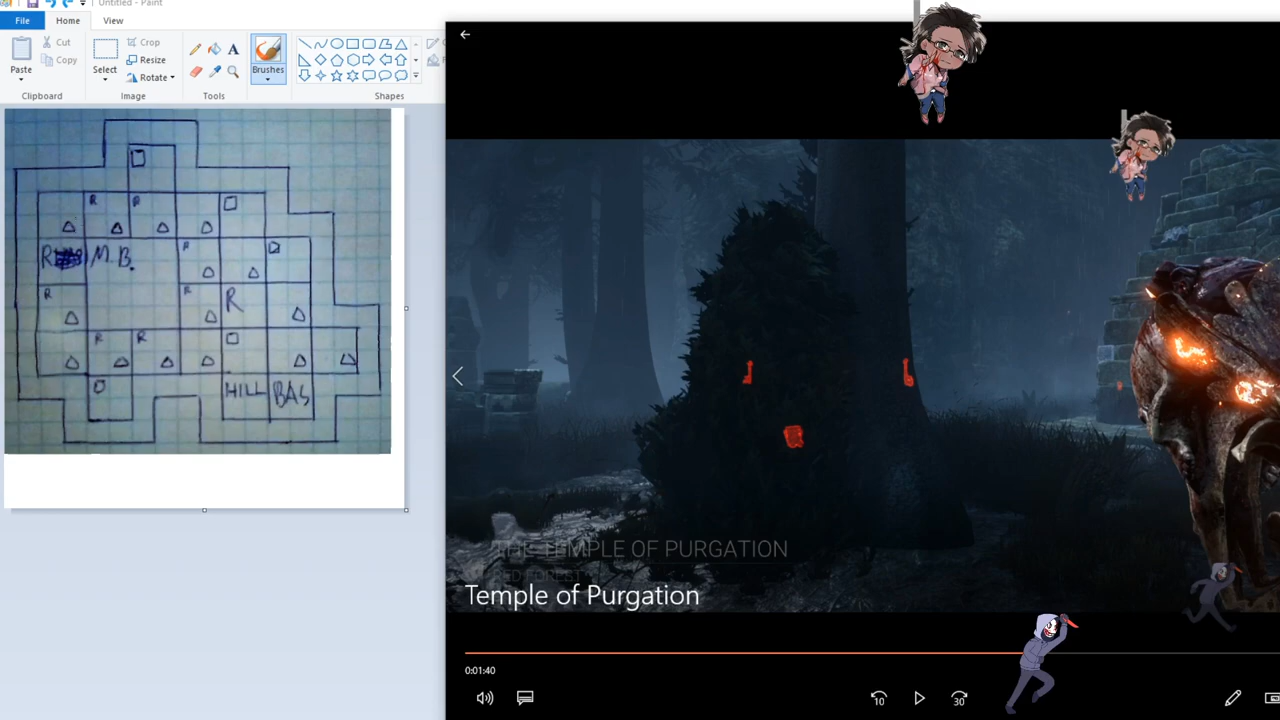 Untitled - Paint
File
Home
View
Paste
Cut
Copy
Select
Crop
Resize
Rotate
A
Brushes
Clipboard
Image
Tools
Shapes
R
R
R
M.B.
R
R
R
R
R
R
HILL
BAS
THE TEMPLE OF PURGATION
Temple of Purgation
0:01:40
10
30